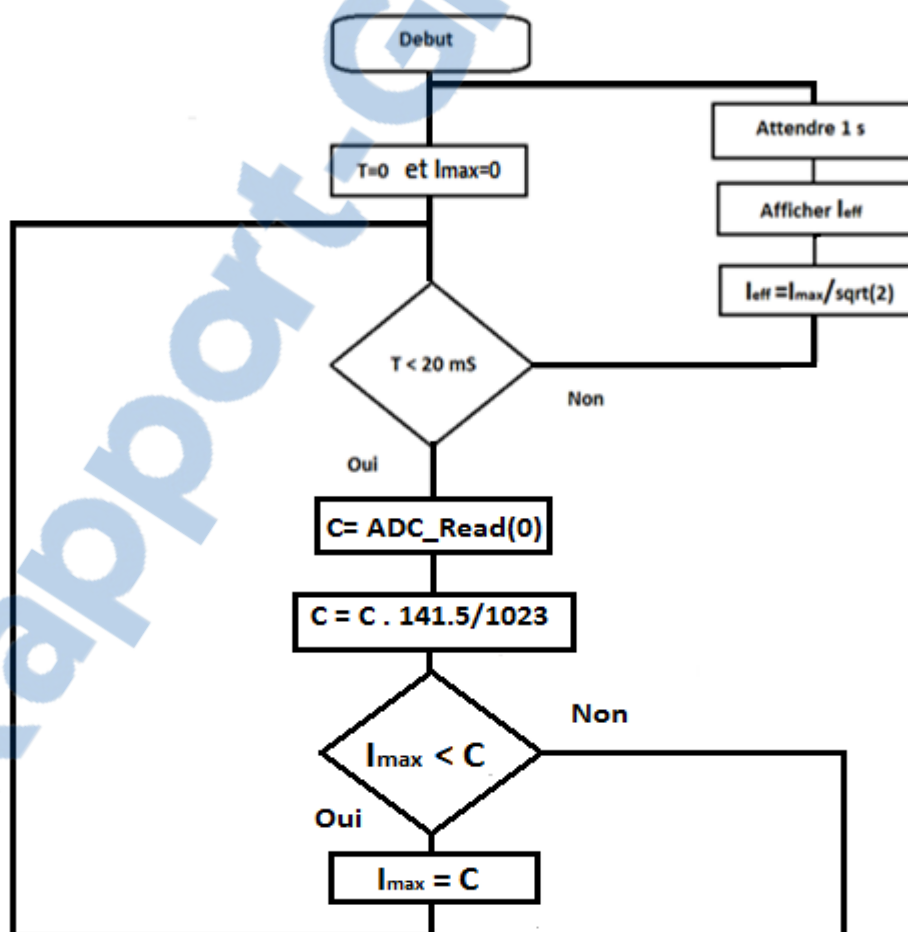 Debut
Attendre 1 s
T=0 et Imax=0
Afficher Ieff
Ieff =Imax/sqrt(2)
T < 20 mS
Non
Oui
C= ADC_Read(0)
C = C . 141.5/1023
Non
Imax < C
Oui
Imax = C